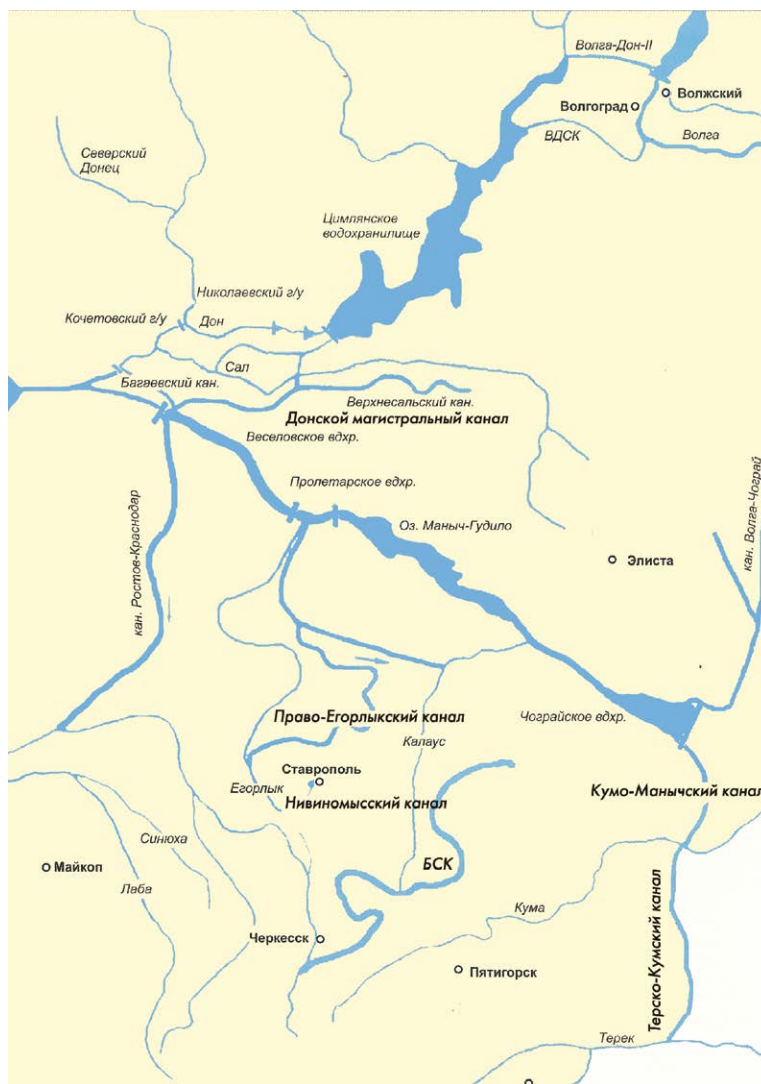 Волга-Дон-II
Волжский
Волгоград
ВДСК
Волга
Северский
Донец
Цимлянское
водохранилище
Николаевский г/у
Кочетовский г/у
Дон
Сал
Багаевский кан.
Верхнесальский кан.
Донской магистральный канал
Веселовское вдхр.
Пролетарское вдхр.
Оз. Маныч-Гудило
Элиста
кан. Волга-Чограй
кан. Ростов-Краснодар
Право-Егорлыкский канал
Чограйское вдхр.
Калаус
Ставрополь
Егорлык
Нивиномысский канал
Кумо-Манычский канал
Синюха
БСК
Майкоп
Лаба
Кума
Черкесск
Пятигорск
Терско-Кумский канал
Терек